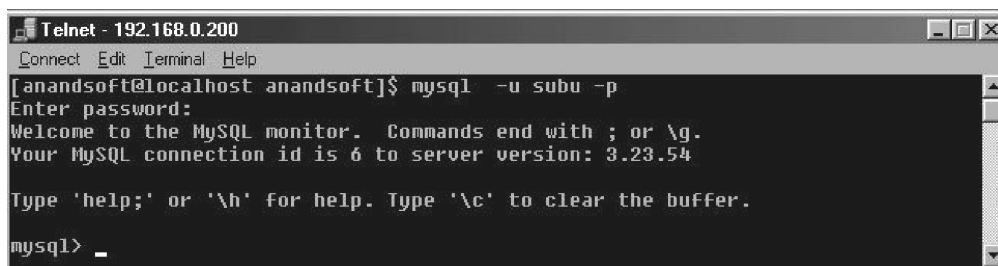 Telnet - 192.168.0.200
Connect Edit Terminal Help
[anandsoft@localhost anandsoft]$ mysql  -u subu -p
Enter password:
Welcome to the MySQL monitor.  Commands end with ; or \g.
Your MySQL connection id is 6 to server version: 3.23.54
Type 'help;' or '\h' for help. Type '\c' to clear the buffer.
mysql> _